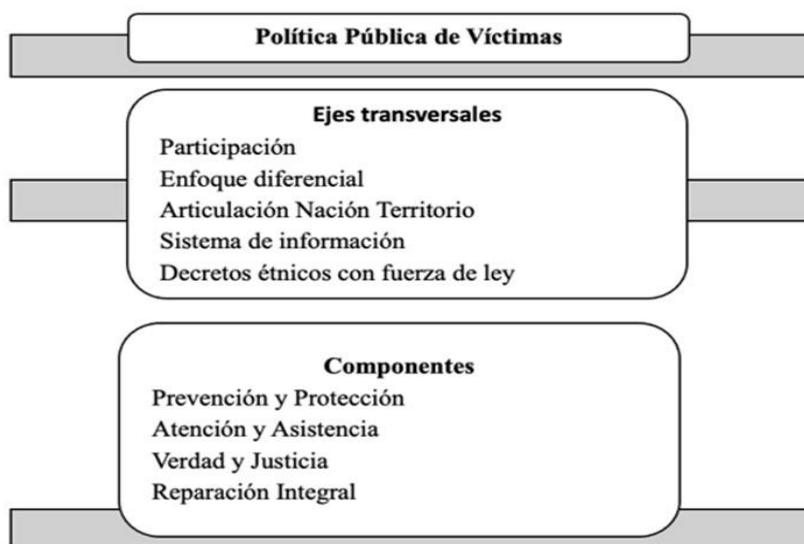 Política Pública de Víctimas
Ejes transversales
Participación
Enfoque diferencial
Articulación Nación Territorio
Sistema de información
Decretos étnicos con fuerza de ley
Componentes
Prevención y Protección
Atención y Asistencia
Verdad y Justicia
Reparación Integral